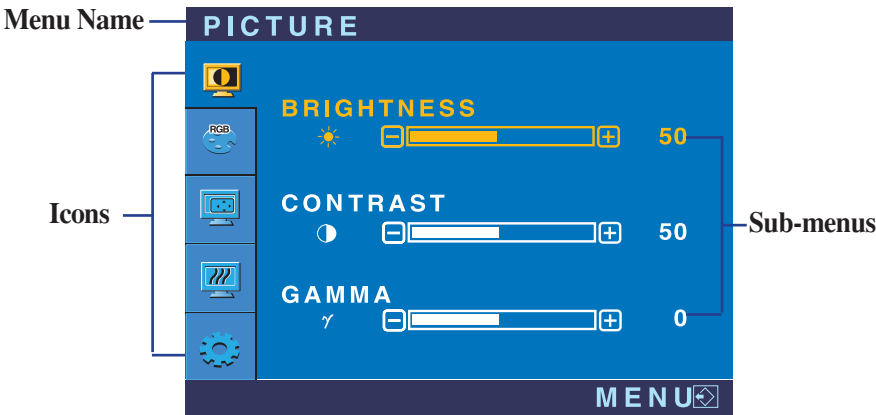 Menu Name
PICTURE
BRIGHTNESS
RGB
50
Icons
CONTRAST
50
Sub-menus
GAMMA
γ
0
MENU